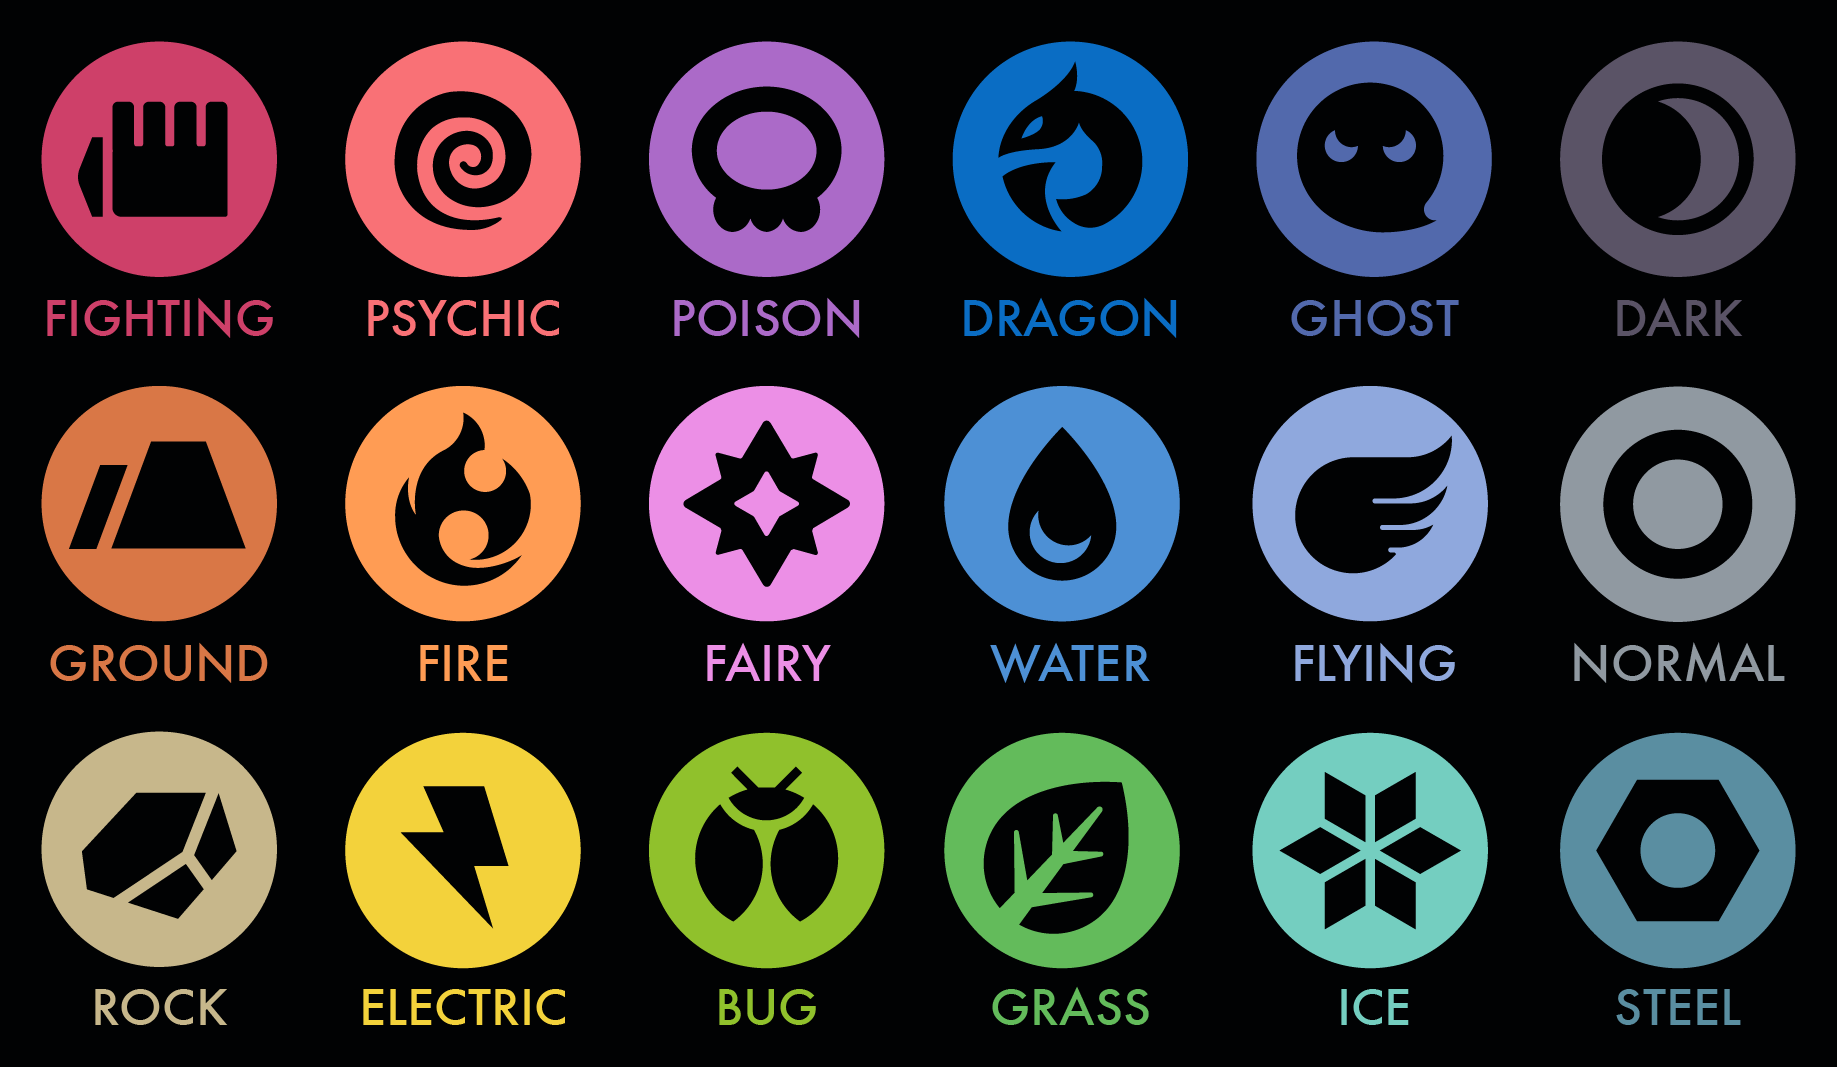 FIGHTING
PSYCHIC
POISON
DRAGON
GHOST
DARK
GROUND
FIRE
FAIRY
WATER
FLYING
NORMAL
ROCK
ELECTRIC
BUG
GRASS
ICE
STEEL